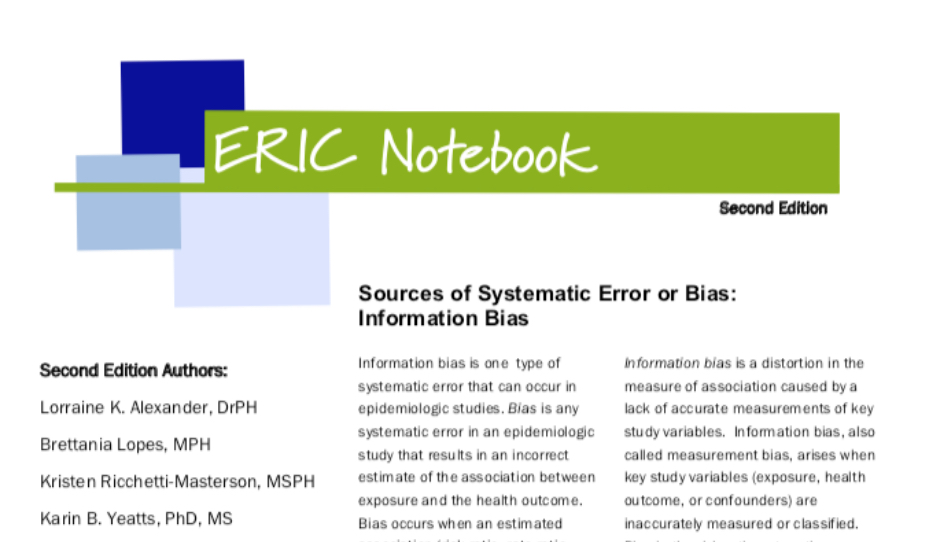 ERIC Notebook
Second Edition
Sources of Systematic Error or Bias:
Information Bias
Second Edition Authors:
Lorraine K. Alexander, DrPH
Brettania Lopes, MPH
Kristen Ricchetti-Masterson, MSPH
Karin B. Yeatts, PhD, MS
Information bias is one type of
systematic error that can occur in
epidemiologic studies. Bias is any
systematic error in an epidemiologic
study that results in an incorrect
estimate of the association between
exposure and the health outcome.
Bias occurs when an estimated
Information bias is a distortion in the
measure of association caused by a
lack of accurate measurements of key
study variables. Information bias, also
called measurement bias, arises when
key study variables (exposure, health
outcome, or confounders) are
inaccurately measured or classified.